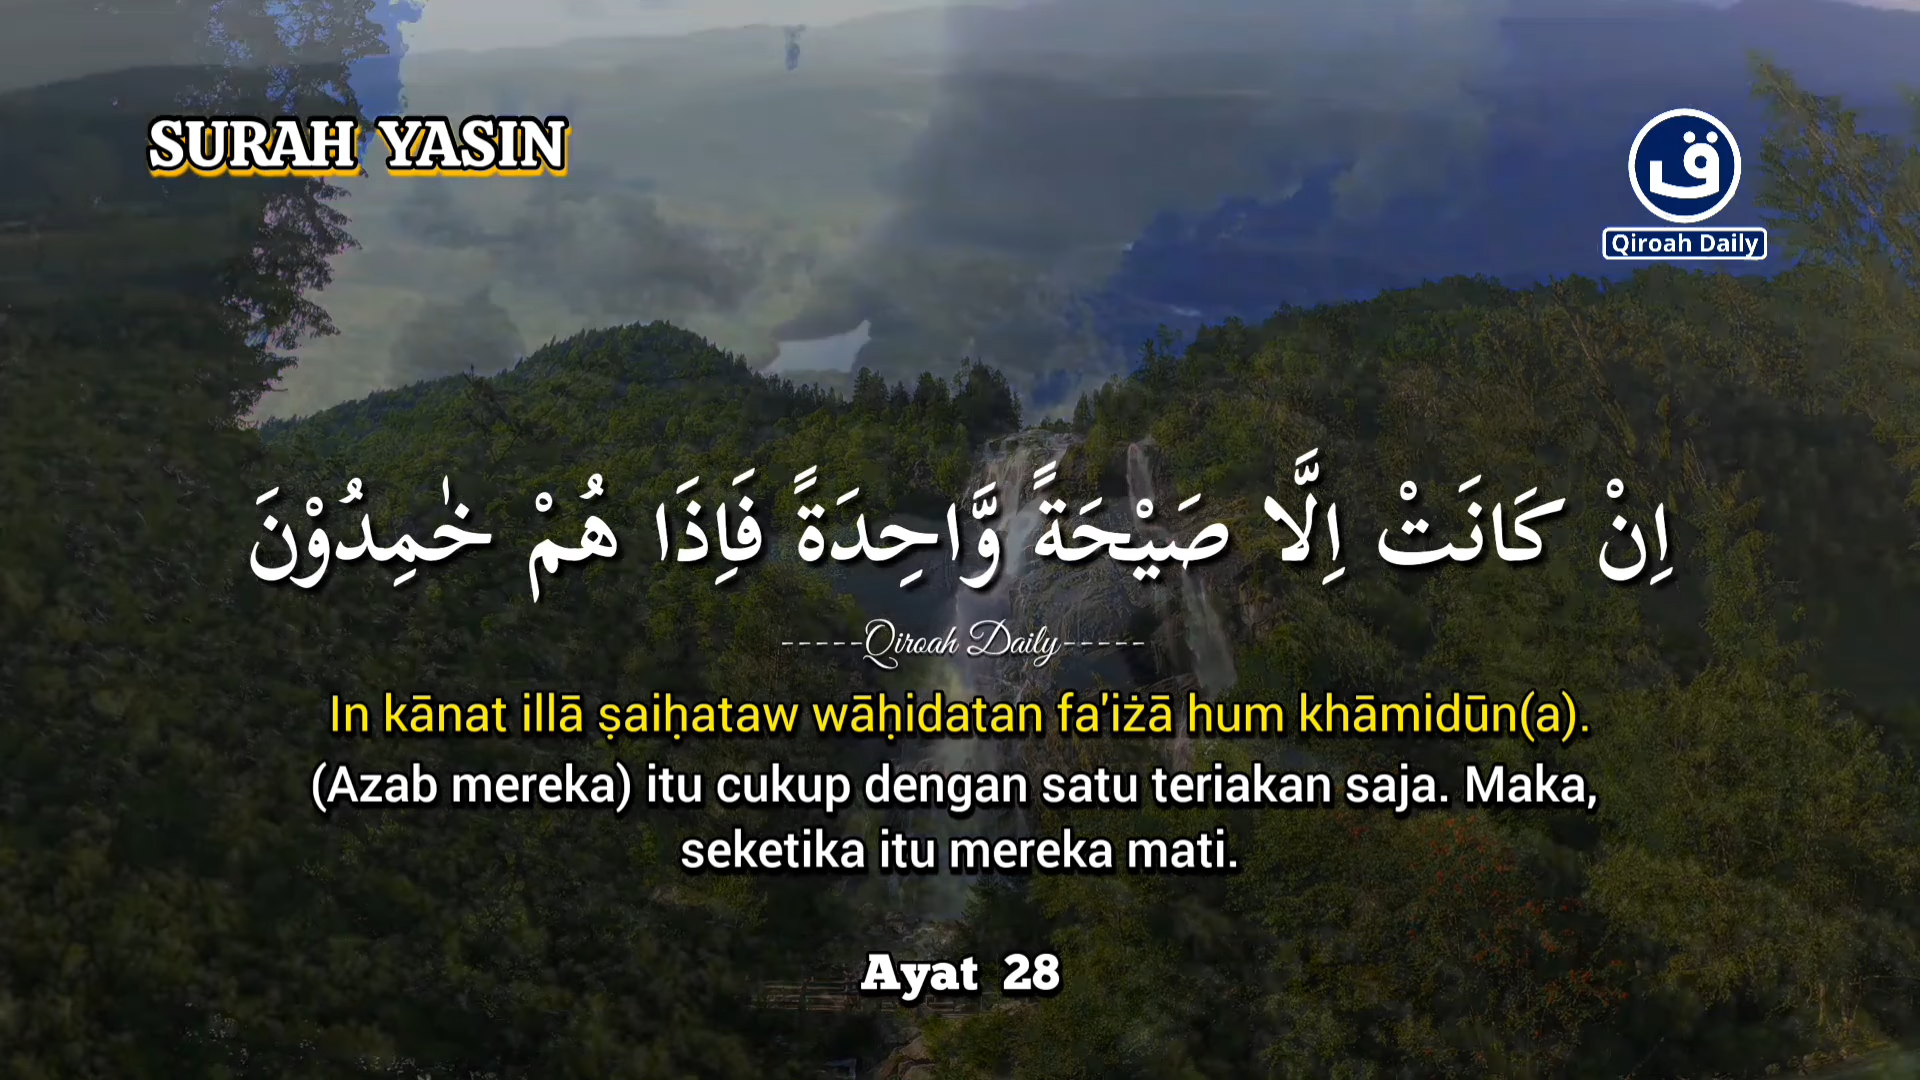 SURAH YASIN
ق
Qiroah Daily
اِنْ كَانَتْ اِلَّا صَيْحَةً وَّاحِدَةً فَاِذَا هُمْ خٰمِدُوْنَ
-----Qiroah Daily-----
In kānat illā ṣaiḥataw wāḥidatan fa'iżā hum khāmidūn(a).
(Azab mereka) itu cukup dengan satu teriakan saja. Maka,
seketika itu mereka mati.
Ayat 28